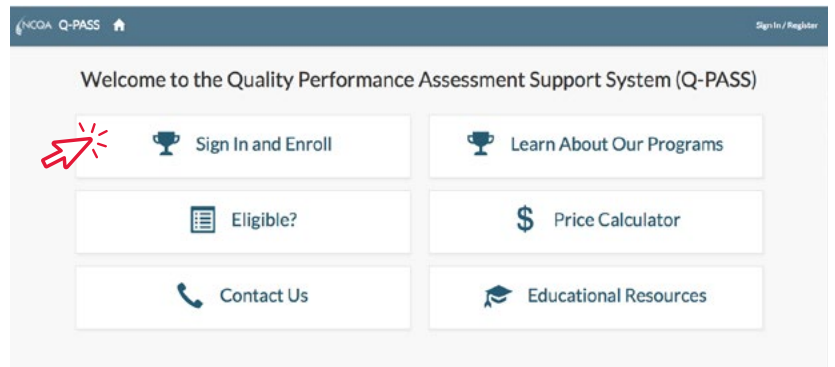 NCQA Q-PASS
Sign In / Register
Welcome to the Quality Performance Assessment Support System (Q-PASS)
Sign In and Enroll
Learn About Our Programs
Eligible?
$ Price Calculator
Contact Us
Educational Resources